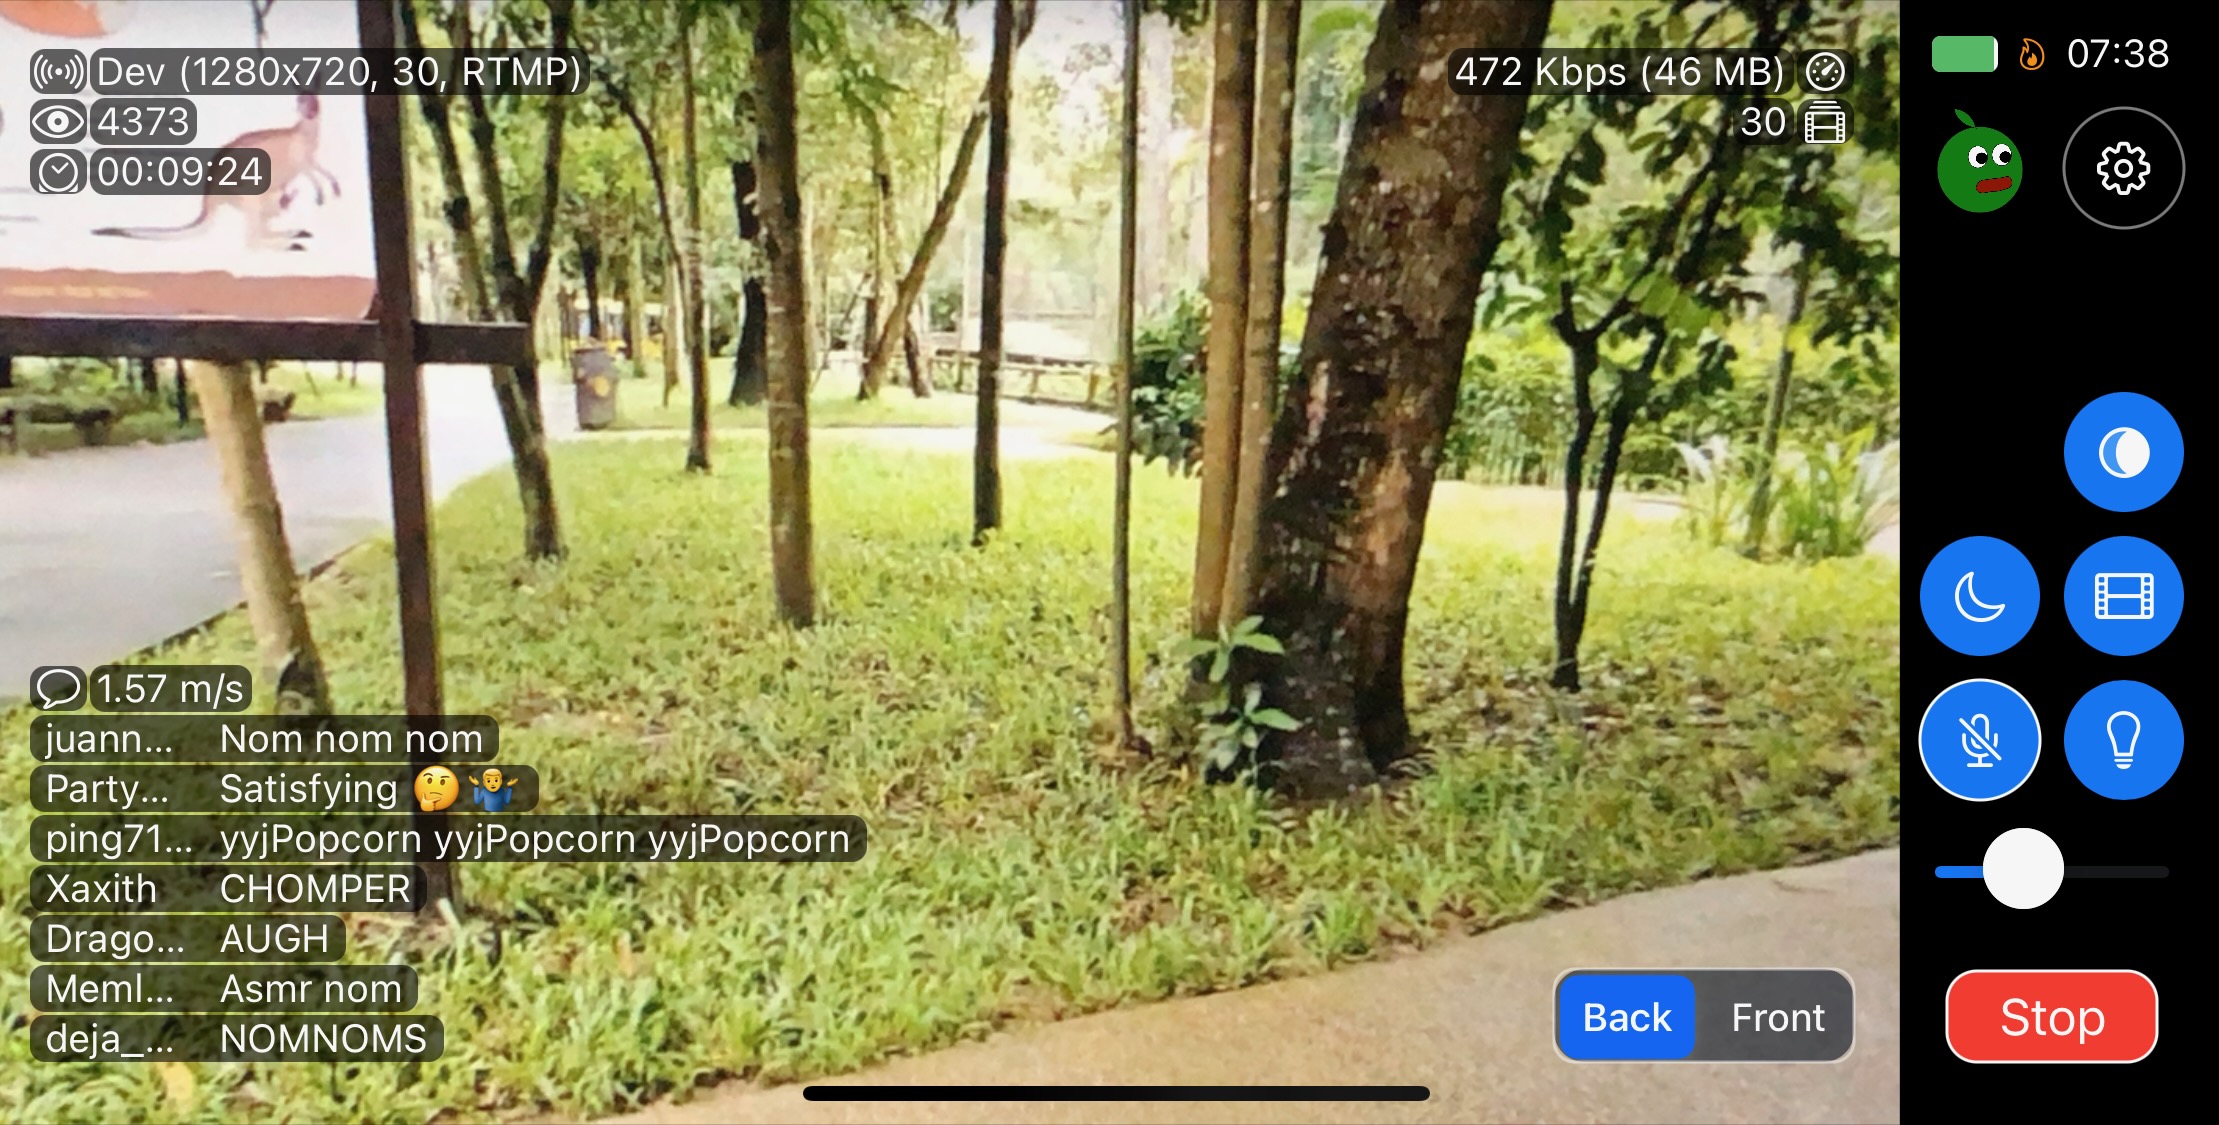 Dev (1280x720, 30, RTMP)
4373
00:09:24
472 Kbps (46 MB)
30
07:38
1.57 m/s
juann... Nom nom nom
Party... Satisfying 🤔🤷‍♂️
ping71... yyjPopcorn yyjPopcorn yyjPopcorn
Xaxith CHOMPER
Drago... AUGH
Meml... Asmr nom
deja_... NOMNOMS
Back Front
Stop